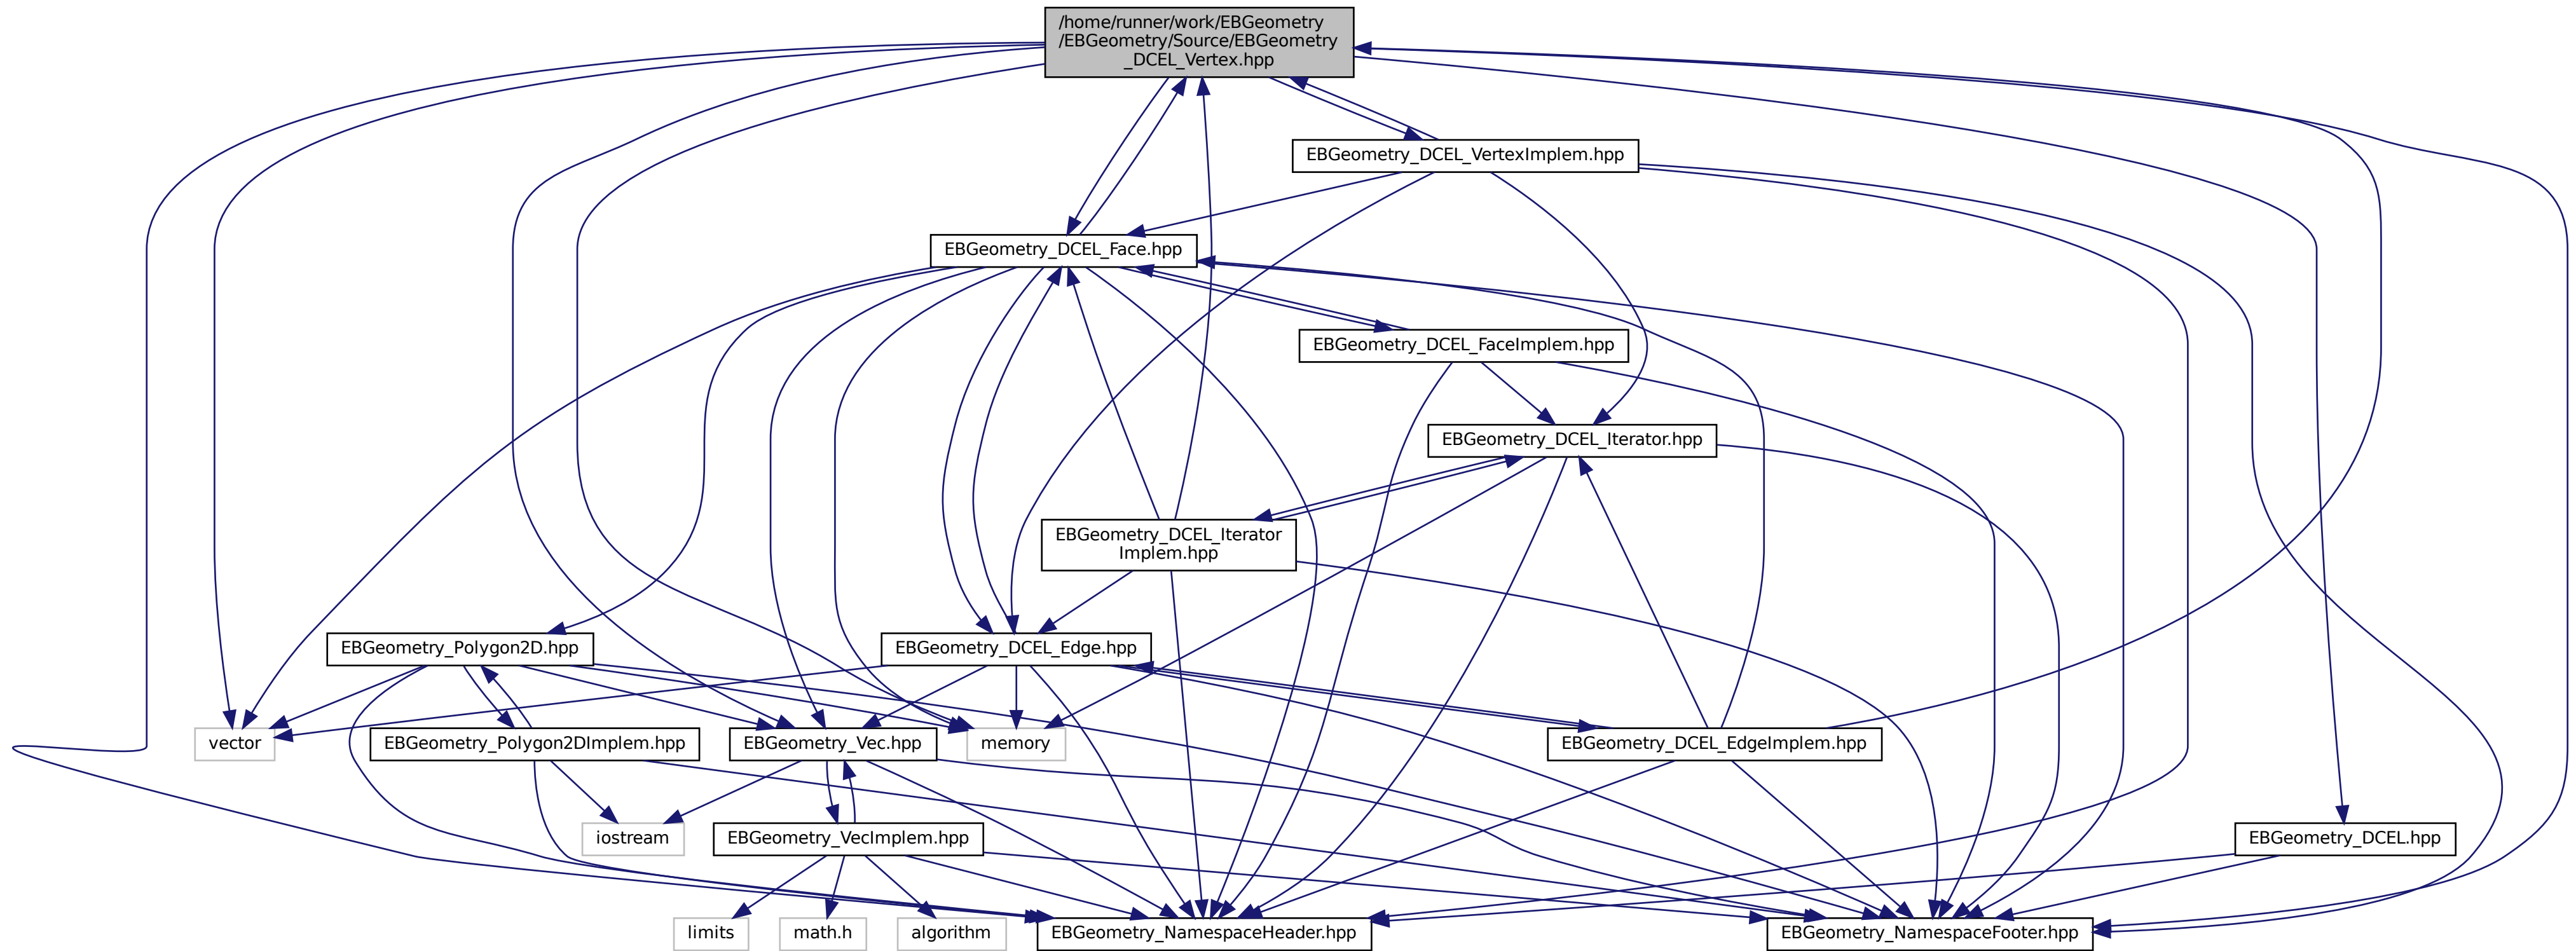 /home/runner/work/EBGeometry
/EBGeometry/Source/EBGeometry
_DCEL_Vertex.hpp
EBGeometry_DCEL_VertexImplem.hpp
EBGeometry_DCEL_Face.hpp
EBGeometry_DCEL_FaceImplem.hpp
EBGeometry_DCEL_Iterator.hpp
EBGeometry_DCEL_Iterator
Implem.hpp
EBGeometry_Polygon2D.hpp
EBGeometry_DCEL_Edge.hpp
vector
EBGeometry_Polygon2DImplem.hpp
EBGeometry_Vec.hpp
memory
EBGeometry_DCEL_EdgeImplem.hpp
iostream
EBGeometry_VecImplem.hpp
EBGeometry_DCEL.hpp
limits
math.h
algorithm
EBGeometry_NamespaceHeader.hpp
EBGeometry_NamespaceFooter.hpp